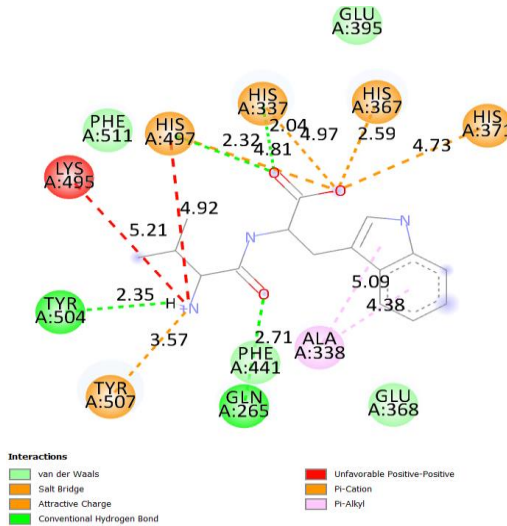 GLU
A:395
HIS
A:337
HIS
A:367
HIS
A:371
PHE
A:511
HIS
A:497
2.04
4.97
2.59
2.32
4.81
4.73
LYS
A:495
4.92
5.21
N
O
O
N
N
TYR
A:504
2.35
H
N
O
5.09
4.38
3.57
2.71
ALA
A:338
PHE
A:441
TYR
A:507
GLN
A:265
GLU
A:368
Interactions
van der Waals
Salt Bridge
Attractive Charge
Conventional Hydrogen Bond
Unfavorable Positive-Positive
Pi-Cation
Pi-Alkyl